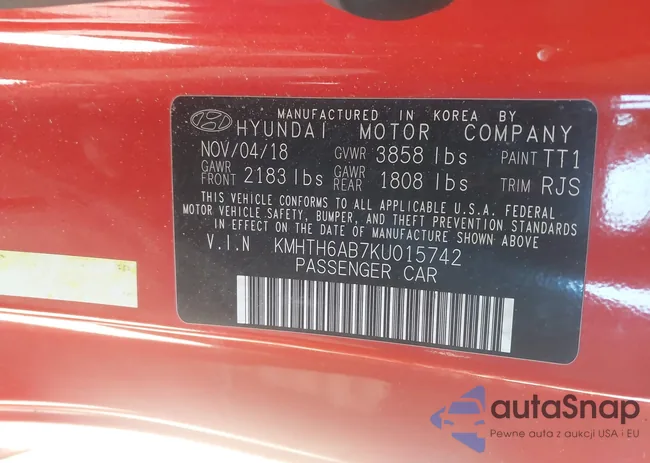 MANUFACTURED IN KOREA BY
HYUNDAI MOTOR COMPANY
NOV/04/18 GVWR 3858 lbs PAINT TT1
GAWR FRONT 2183 lbs GAWR REAR 1808 lbs TRIM RJS
THIS VEHICLE CONFORMS TO ALL APPLICABLE U.S.A. FEDERAL
MOTOR VEHICLE SAFETY, BUMPER, AND THEFT PREVENTION STANDARDS
IN EFFECT ON THE DATE OF MANUFACTURE SHOWN ABOVE
V.I.N KMHTH6AB7KU015742
PASSENGER CAR
autaSnap
Pewne auta z aukcji USA i EU